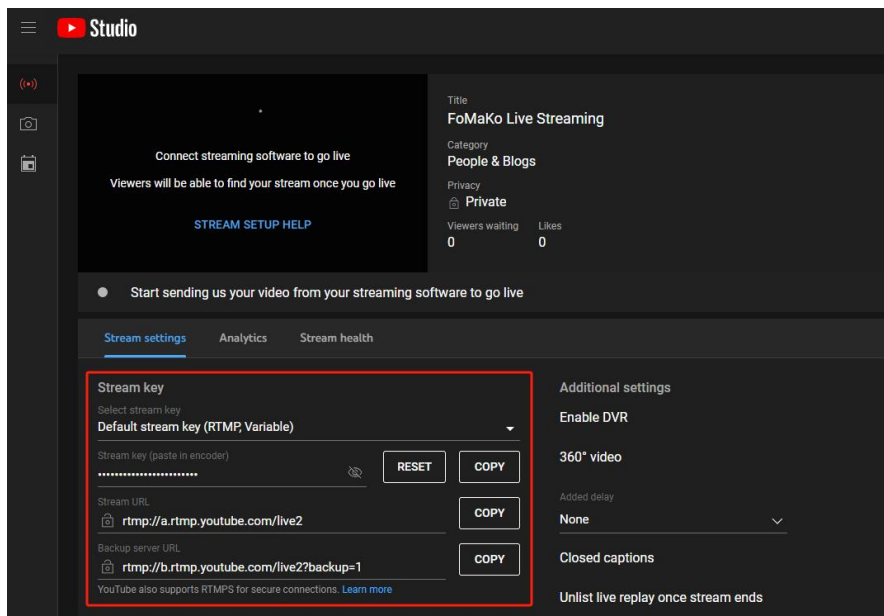 Studio
Connect streaming software to go live
Viewers will be able to find your stream once you go live
STREAM SETUP HELP
Title
FoMaKo Live Streaming
Category
People & Blogs
Privacy
Private
Viewers waiting Likes
0 0
Start sending us your video from your streaming software to go live
Stream settings Analytics Stream health
Stream key
Select stream key
Default stream key (RTMP, Variable)
Stream key (paste in encoder)
••••••••••••••••••••••••
RESET COPY
Stream URL
rtmp://a.rtmp.youtube.com/live2
COPY
Backup server URL
rtmp://b.rtmp.youtube.com/live2?backup=1
COPY
YouTube also supports RTMPS for secure connections. Learn more
Additional settings
Enable DVR
360° video
Added delay
None
Closed captions
Unlist live replay once stream ends